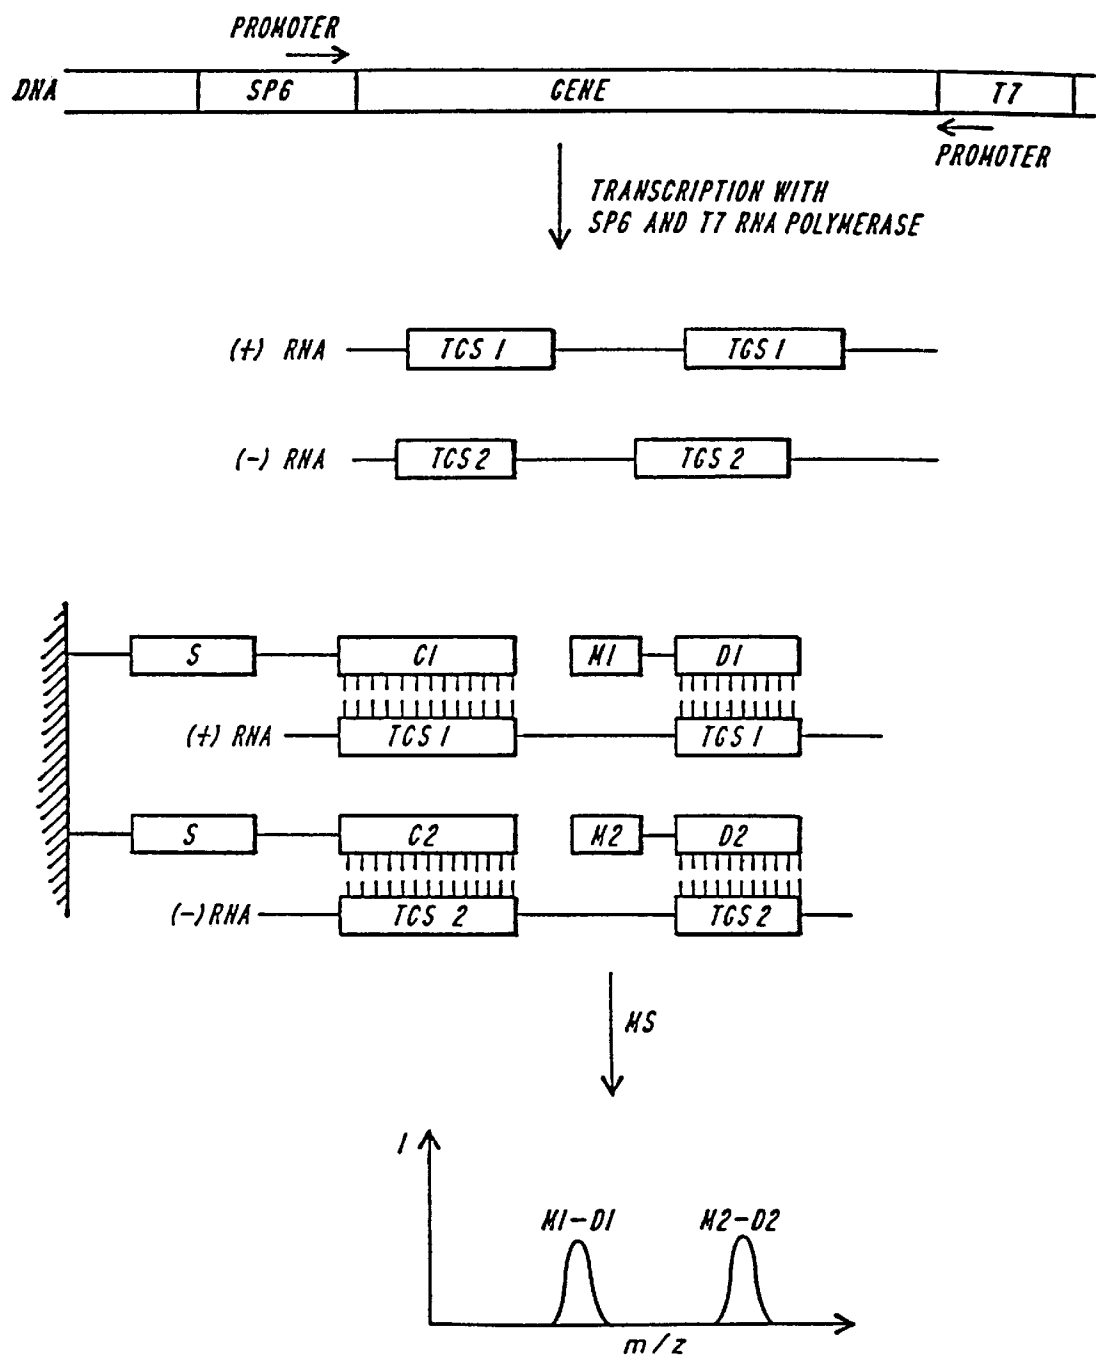 PROMOTER
DNA SP6 GENE T7
PROMOTER
TRANSCRIPTION WITH
SP6 AND T7 RNA POLYMERASE
(+) RNA TCS 1 TCS 1
(-) RNA TCS 2 TCS 2
S C1 M1 D1
(+) RNA TCS 1 TCS 1
S C2 M2 D2
(-) RNA TCS 2 TCS 2
MS
I
M1-D1 M2-D2
m/z